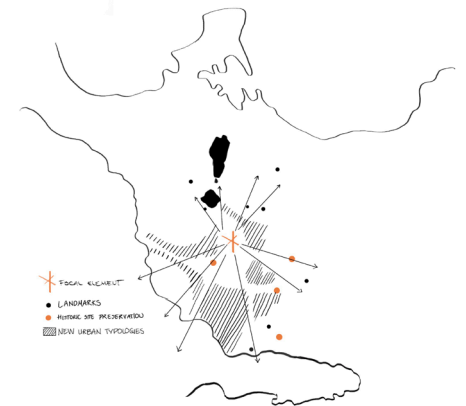 FOCAL ELEMENT
LANDMARKS
HISTORIC SITE PRESERVATION
NEW URBAN TYPOLOGIES